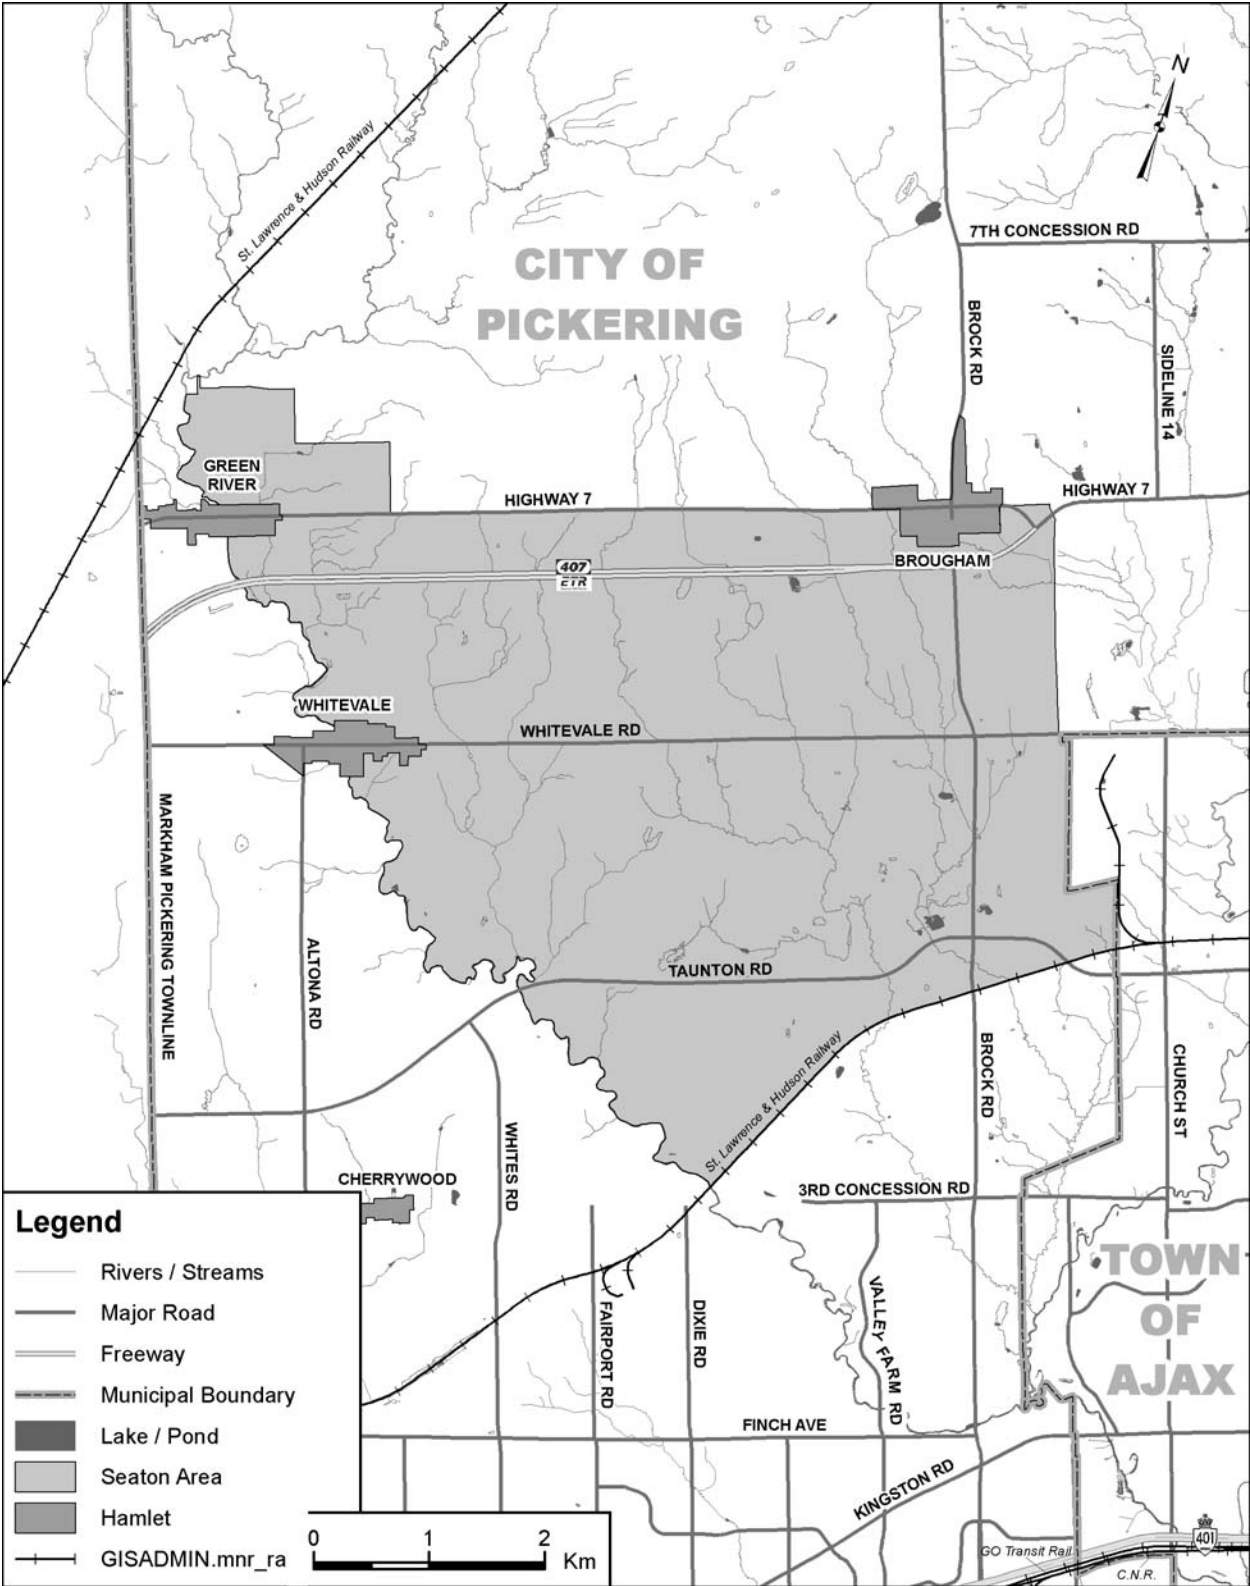 N
St. Lawrence & Hudson Railway
7TH CONCESSION RD
CITY OF
PICKERING
BROCK RD
SIDELINE 14
GREEN
RIVER
HIGHWAY 7
HIGHWAY 7
BROUGHAM
407
ETR
WHITEVALE
WHITEVALE RD
MARKHAM PICKERING TOWNLINE
ALTONA RD
TAUNTON RD
BROCK RD
CHURCH ST
St. Lawrence & Hudson Railway
WHITES RD
CHERRYWOOD
3RD CONCESSION RD
TOWN
OF
AJAX
FAIRPORT RD
DIXIE RD
VALLEY FARM RD
FINCH AVE
KINGSTON RD
401
GO Transit Rail
C.N.R.
Legend
Rivers / Streams
Major Road
Freeway
Municipal Boundary
Lake / Pond
Seaton Area
Hamlet
GISADMIN.mnr_ra
0 1 2
Km